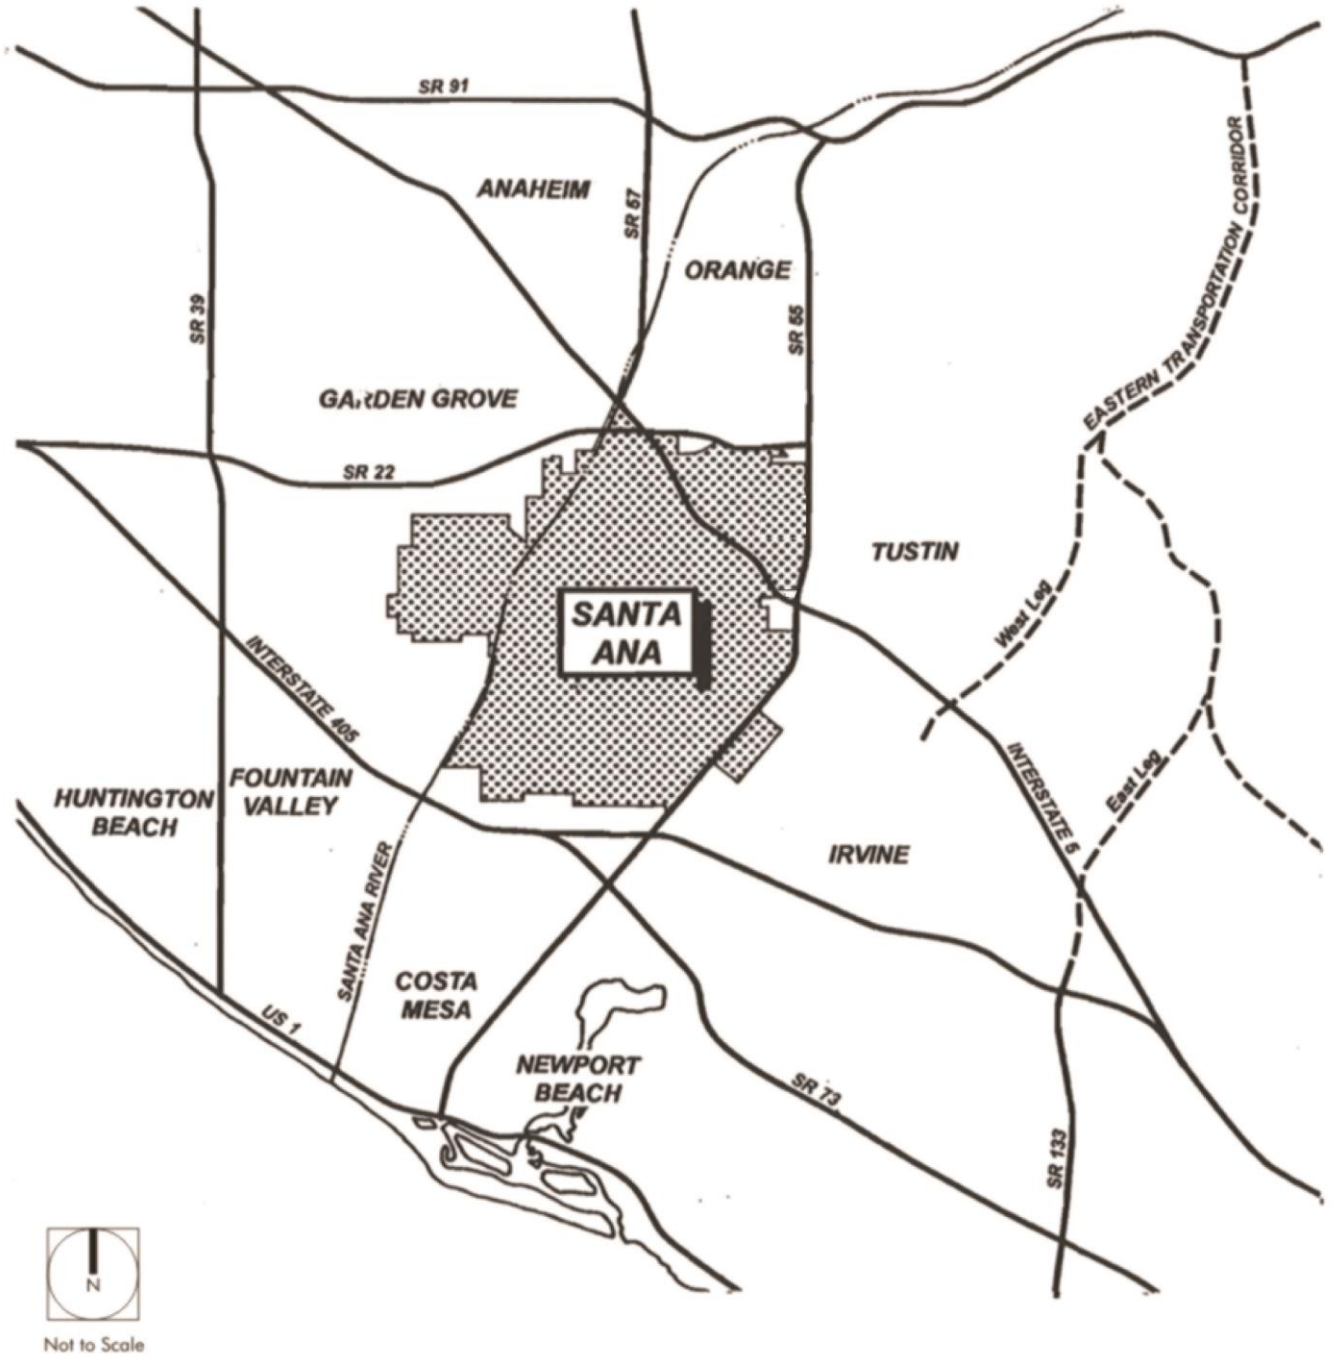 SR 91
ANAHEIM
SR 57
ORANGE
EASTERN TRANSPORTATION CORRIDOR
SR 39
SR 55
GARDEN GROVE
SR 22
TUSTIN
SANTA
ANA
West Leg
INTERSTATE 405
FOUNTAIN
VALLEY
HUNTINGTON
BEACH
INTERSTATE 5
East Leg
IRVINE
SANTA ANA RIVER
COSTA
MESA
US 1
NEWPORT
BEACH
SR 73
SR 133
N
Not to Scale